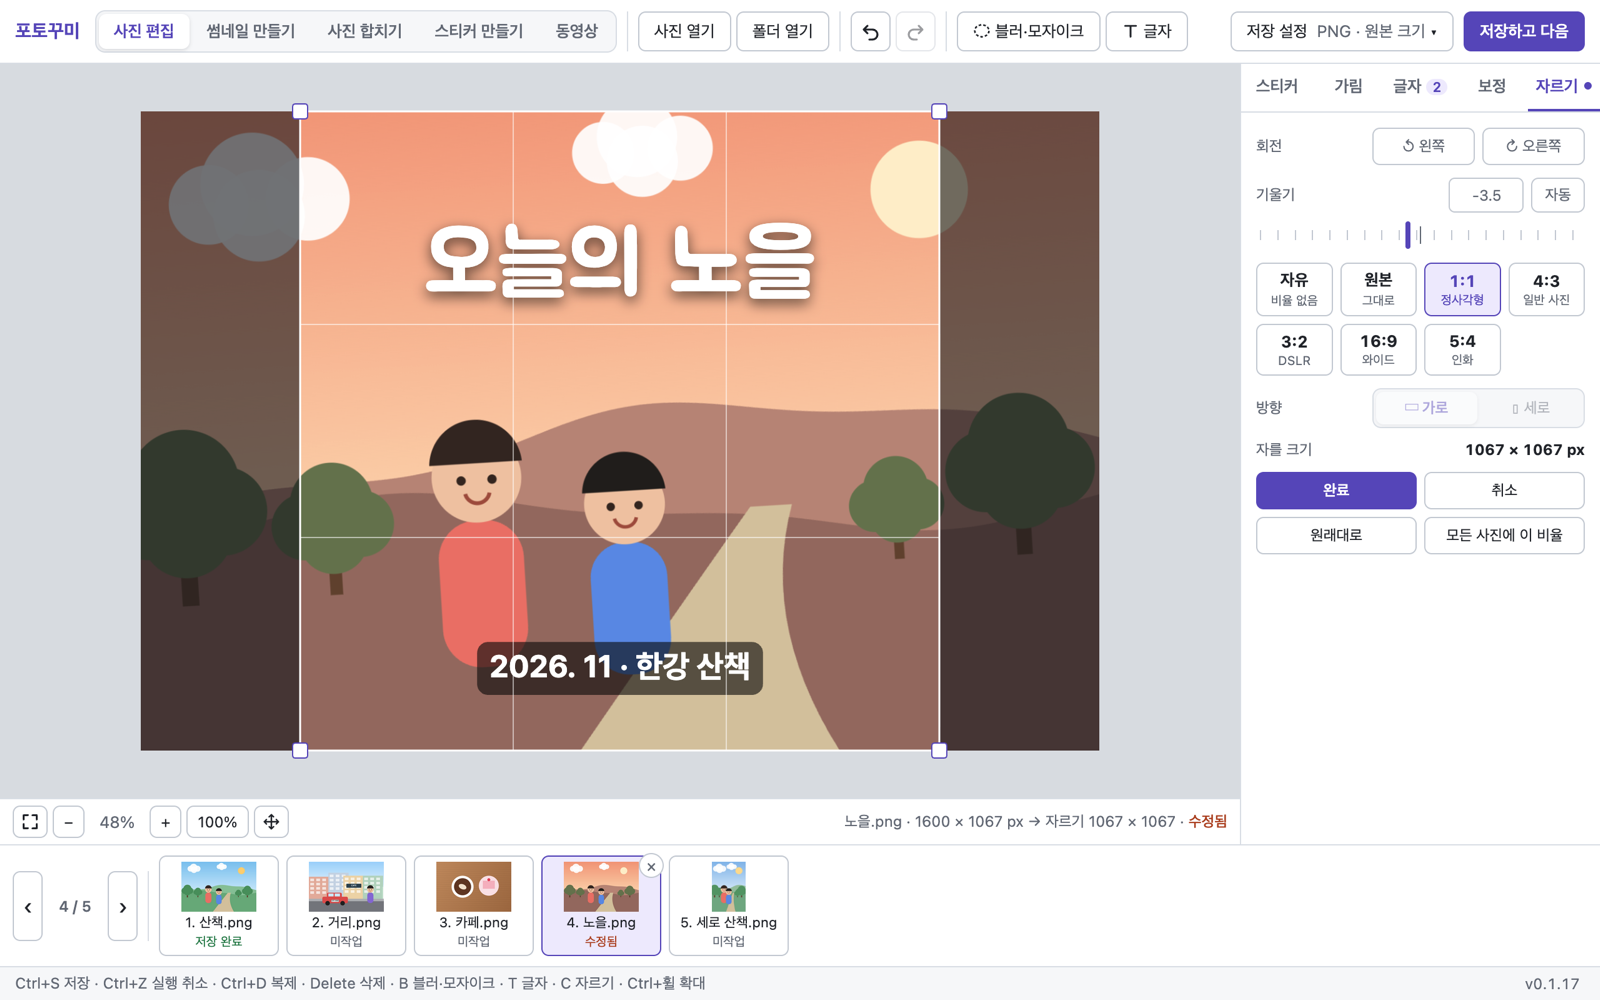 포토꾸미
사진 편집
썸네일 만들기
사진 합치기
스티커 만들기
동영상
사진 열기
폴더 열기
블러·모자이크
T 글자
저장 설정 PNG · 원본 크기 ▾
저장하고 다음
스티커
가림
글자 2
보정
자르기
회전
왼쪽
오른쪽
기울기
-3.5
자동
자유
비율 없음
원본
그대로
1:1
정사각형
4:3
일반 사진
3:2
DSLR
16:9
와이드
5:4
인화
방향
가로
세로
자를 크기
1067 × 1067 px
완료
취소
원래대로
모든 사진에 이 비율
오늘의 노을
2026. 11 · 한강 산책
48%
100%
노을.png · 1600 × 1067 px → 자르기 1067 × 1067 · 수정됨
4 / 5
1. 산책.png
저장 완료
2. 거리.png
미작업
3. 카페.png
미작업
4. 노을.png
수정됨
5. 세로 산책.png
미작업
Ctrl+S 저장 · Ctrl+Z 실행 취소 · Ctrl+D 복제 · Delete 삭제 · B 블러·모자이크 · T 글자 · C 자르기 · Ctrl+휠 확대
v0.1.17